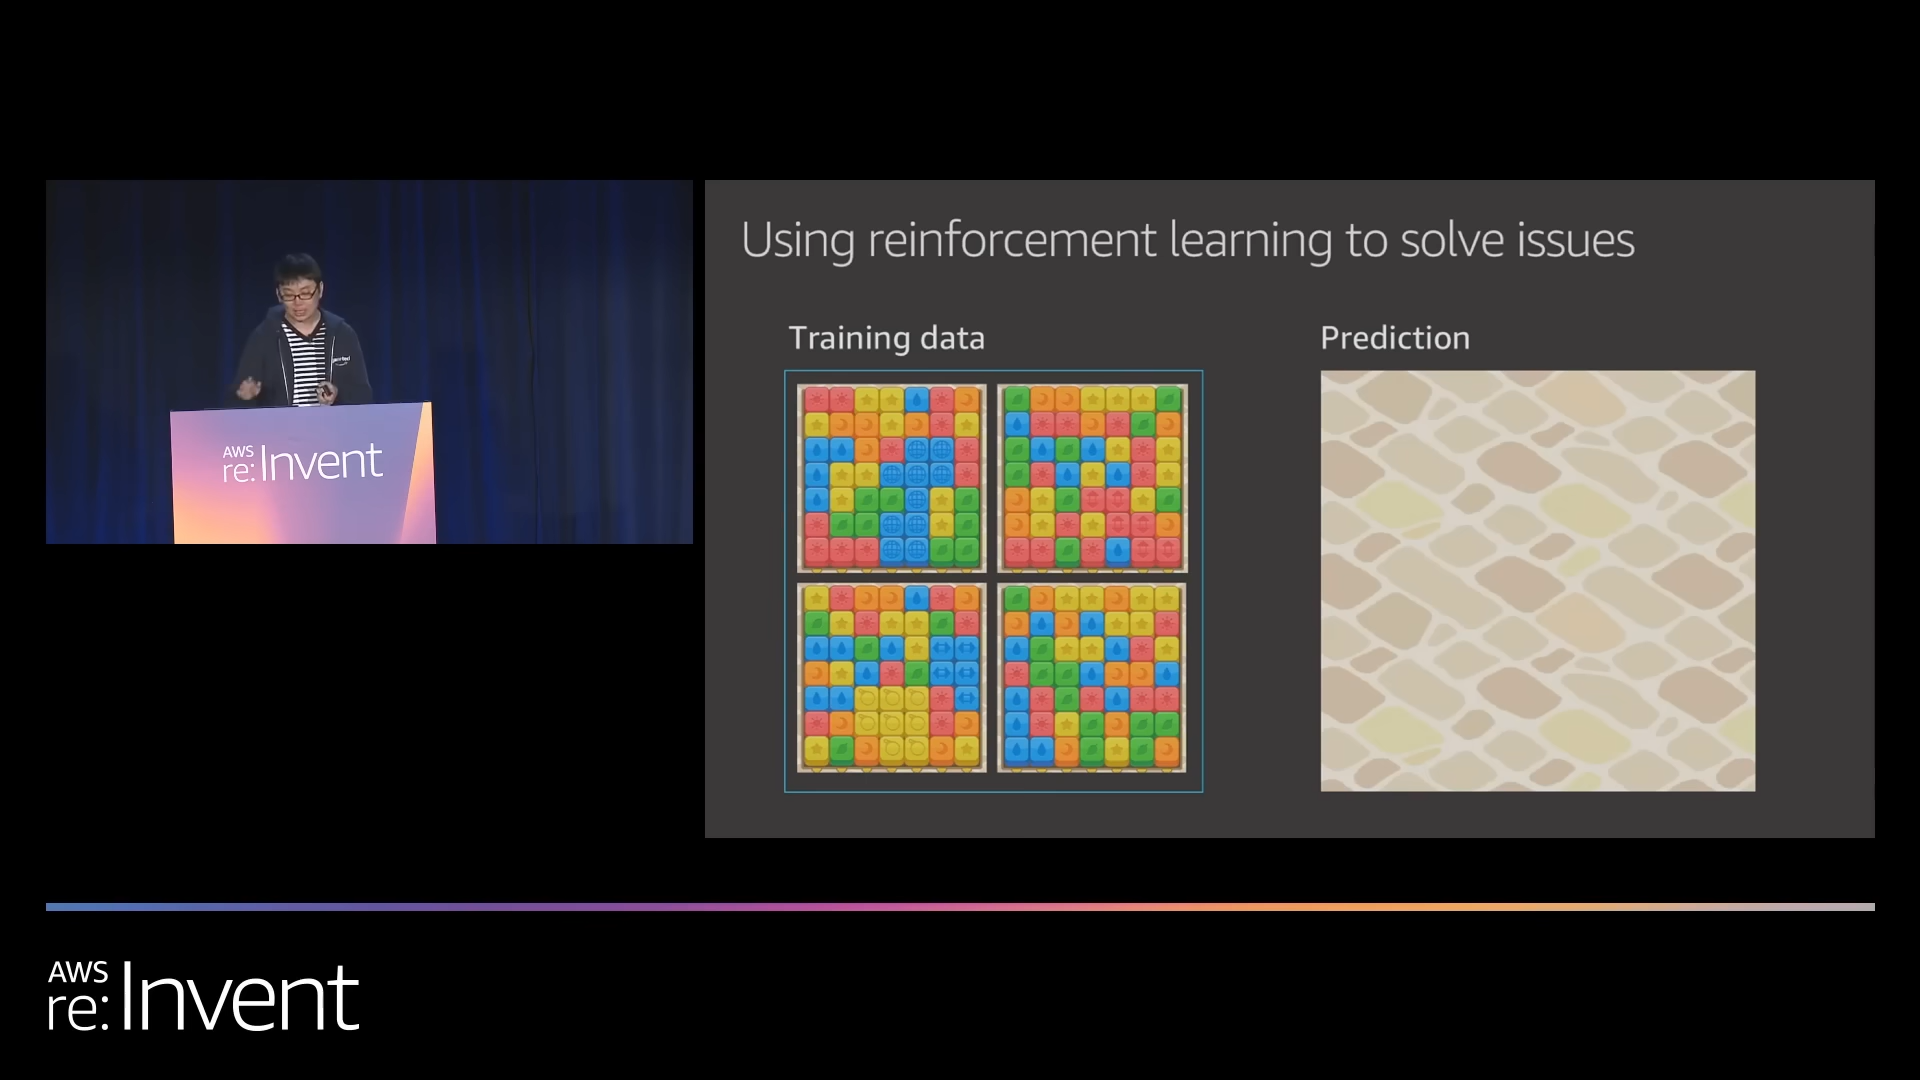 Using reinforcement learning to solve issues
Training data
Prediction
AWS
re:Invent
AWS
re:Invent